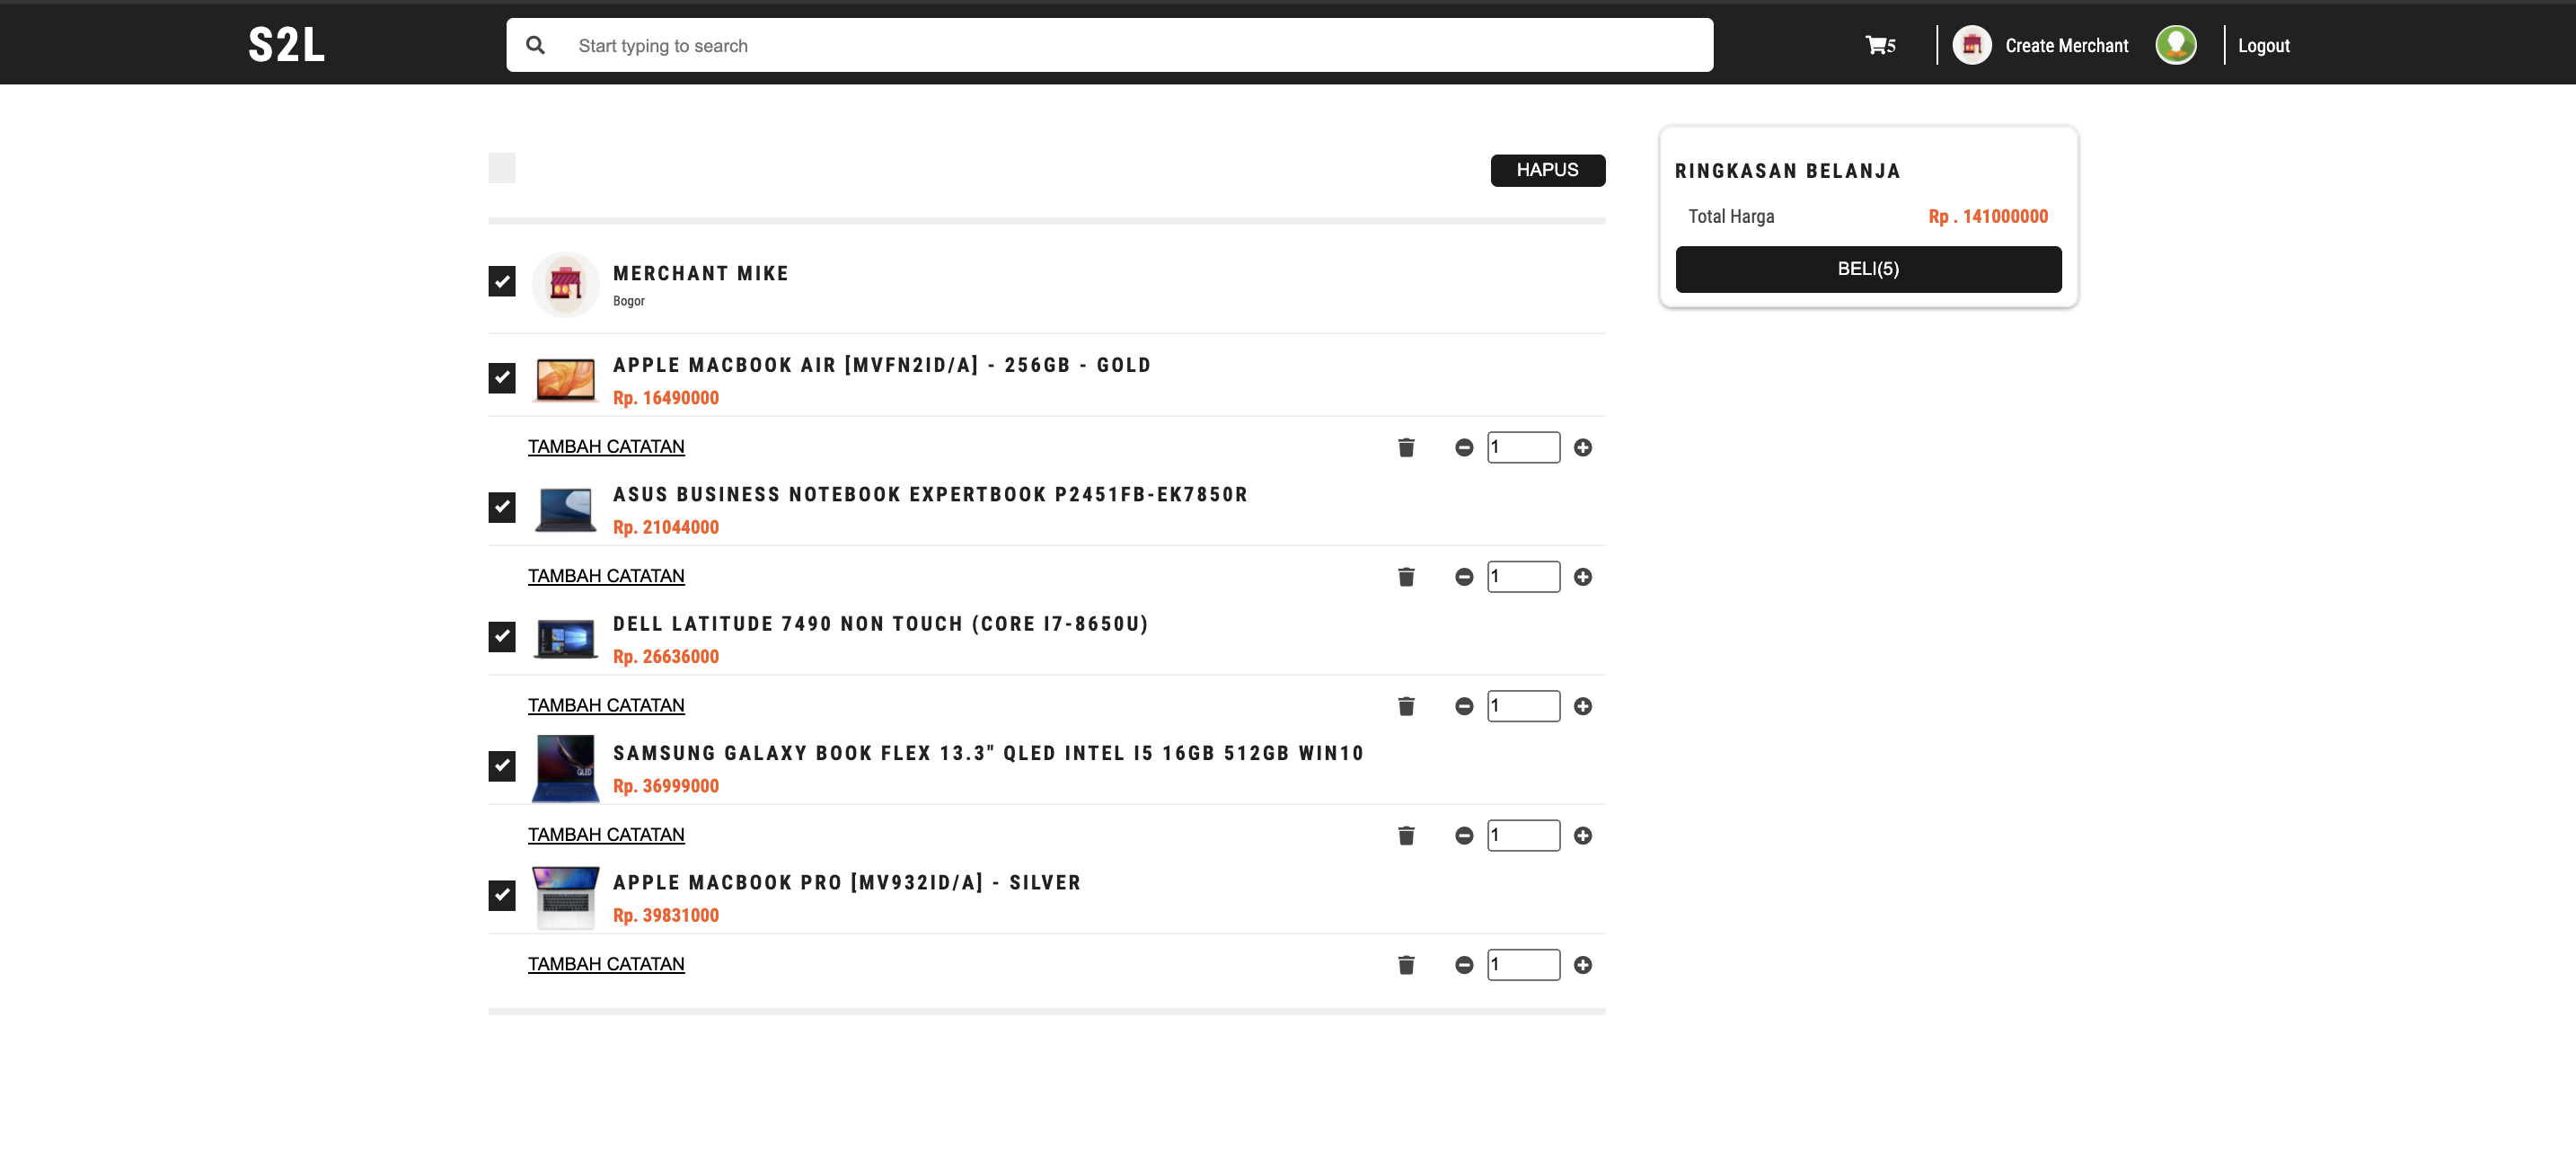 S2L
Start typing to search
5
Create Merchant
Logout
HAPUS
MERCHANT MIKE
Bogor
APPLE MACBOOK AIR [MVFN2ID/A] - 256GB - GOLD
Rp. 16490000
TAMBAH CATATAN
1
ASUS BUSINESS NOTEBOOK EXPERTBOOK P2451FB-EK7850R
Rp. 21044000
TAMBAH CATATAN
1
DELL LATITUDE 7490 NON TOUCH (CORE I7-8650U)
Rp. 26636000
TAMBAH CATATAN
1
QLED
SAMSUNG GALAXY BOOK FLEX 13.3" QLED INTEL I5 16GB 512GB WIN10
Rp. 36999000
TAMBAH CATATAN
1
APPLE MACBOOK PRO [MV932ID/A] - SILVER
Rp. 39831000
TAMBAH CATATAN
1
RINGKASAN BELANJA
Total Harga
Rp . 141000000
BELI(5)